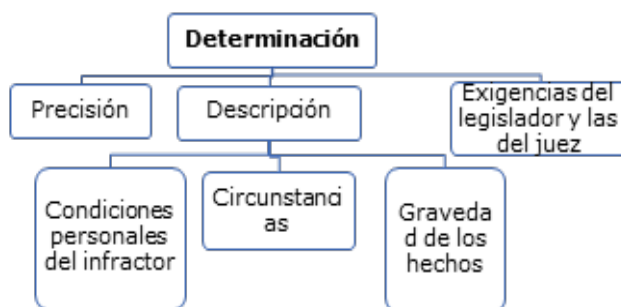 Determinación
Precisión
Descripción
Exigencias del
legislador y las
del juez
Condiciones
personales
del infractor
Circunstanci
as
Graveda
d de los
hechos